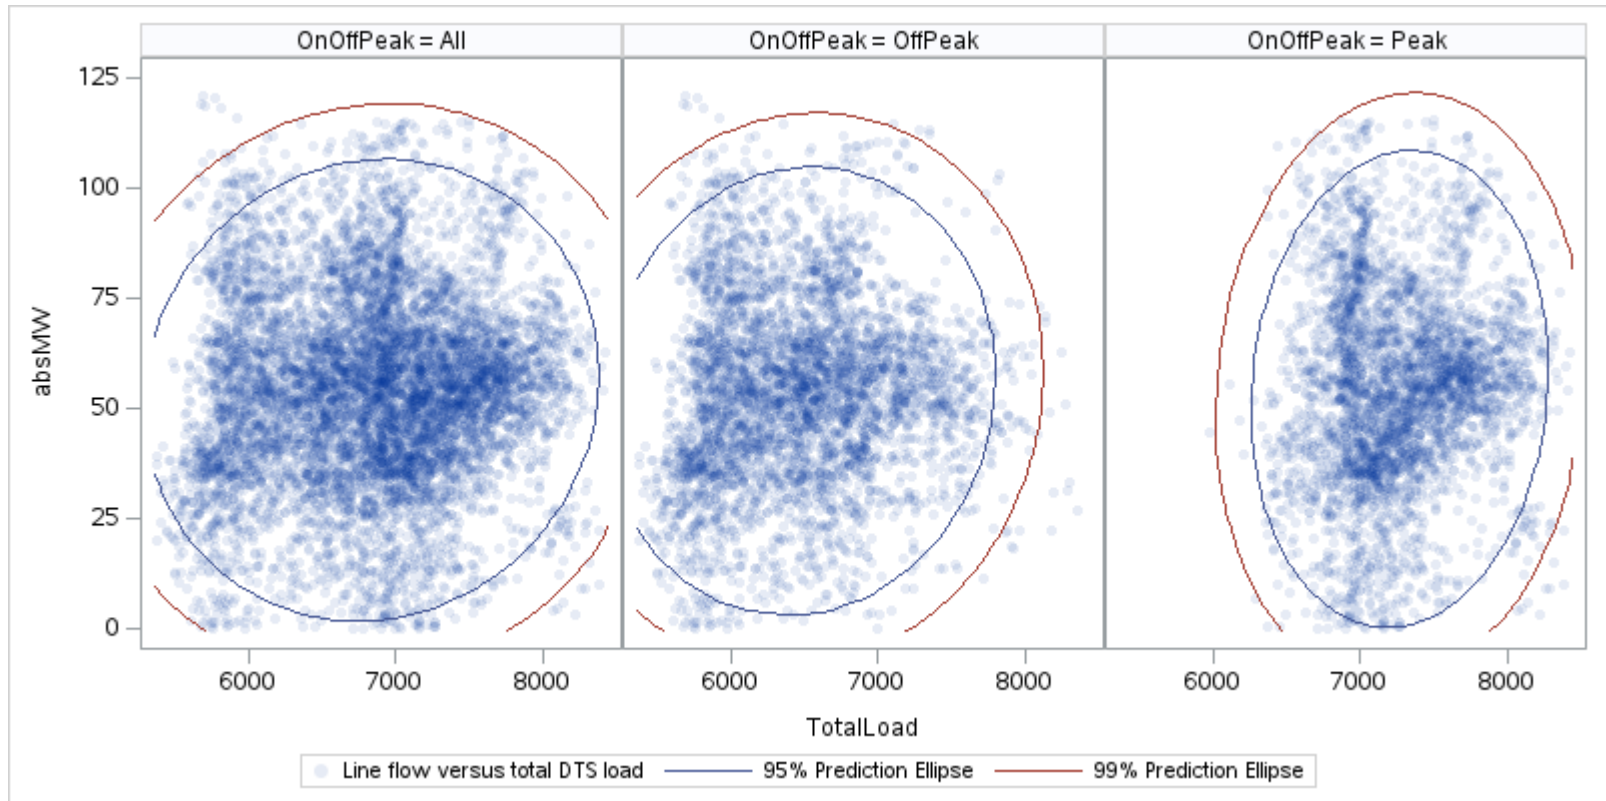 OnOffPeak = All
OnOffPeak = OffPeak
OnOffPeak = Peak
125
100
75
50
25
0
absMW
6000
7000
8000
6000
7000
8000
6000
7000
8000
TotalLoad
Line flow versus total DTS load
95% Prediction Ellipse
99% Prediction Ellipse